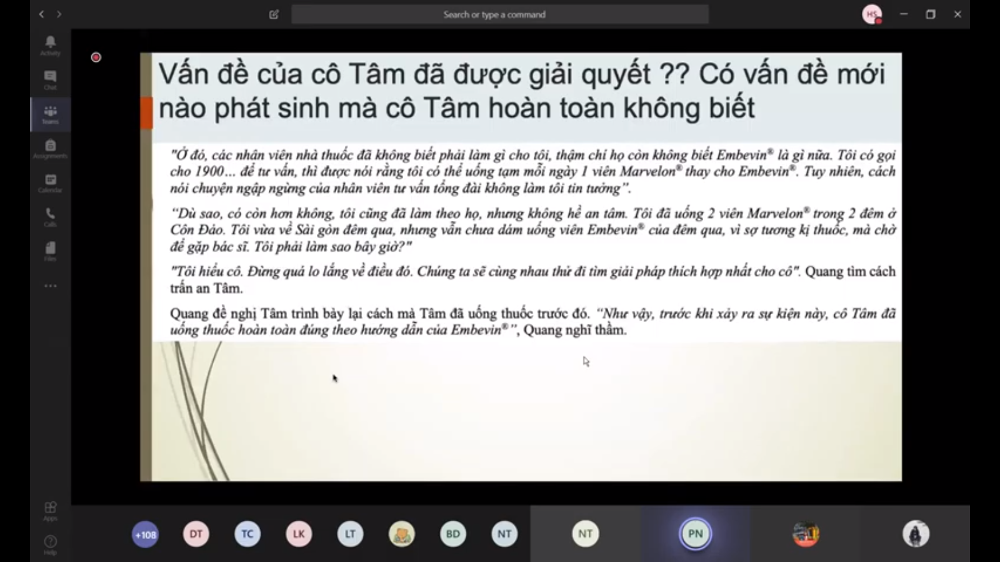 Search or type a command
HS
Activity
Chat
Teams
Assignments
Calendar
Calls
Files
Apps
Help
Vấn đề của cô Tâm đã được giải quyết ?? Có vấn đề mới
nào phát sinh mà cô Tâm hoàn toàn không biết
"Ở đó, các nhân viên nhà thuốc đã không biết phải làm gì cho tôi, thậm chí họ còn không biết Embevin® là gì nữa. Tôi có gọi
cho 1900... để tư vấn, thì được nói rằng tôi có thể uống tạm mỗi ngày 1 viên Marvelon® thay cho Embevin®. Tuy nhiên, cách
nói chuyện ngập ngừng của nhân viên tư vấn tổng đài không làm tôi tin tưởng”.
“Dù sao, có còn hơn không, tôi cũng đã làm theo họ, nhưng không hề an tâm. Tôi đã uống 2 viên Marvelon® trong 2 đêm ở
Côn Đảo. Tôi vừa về Sài gòn đêm qua, nhưng vẫn chưa dám uống viên Embevin® của đêm qua, vì sợ tương kị thuốc, mà chờ
để gặp bác sĩ. Tôi phải làm sao bây giờ?"
"Tôi hiểu cô. Đừng quá lo lắng về điều đó. Chúng ta sẽ cùng nhau thử đi tìm giải pháp thích hợp nhất cho cô". Quang tìm cách
trấn an Tâm.
Quang đề nghị Tâm trình bày lại cách mà Tâm đã uống thuốc trước đó. “Như vậy, trước khi xảy ra sự kiện này, cô Tâm đã
uống thuốc hoàn toàn đúng theo hướng dẫn của Embevin®”, Quang nghĩ thầm.
+108 DT TC LK LT BD NT NT PN